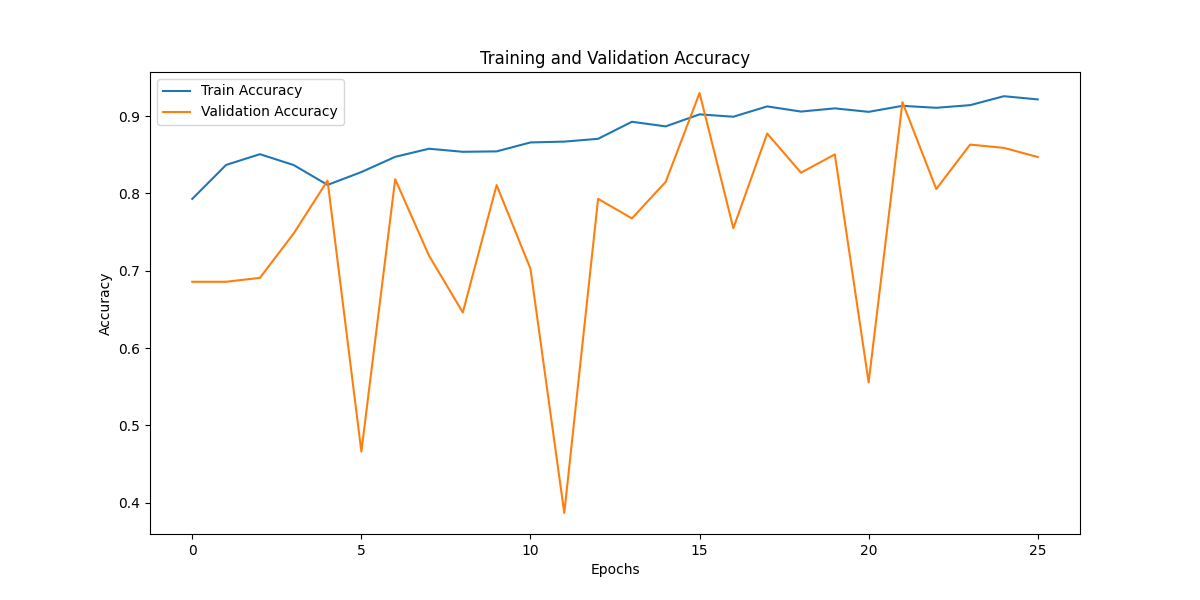 Training and Validation Accuracy
Train Accuracy
Validation Accuracy
Accuracy
0.9
0.8
0.7
0.6
0.5
0.4
0 5 10 15 20 25
Epochs